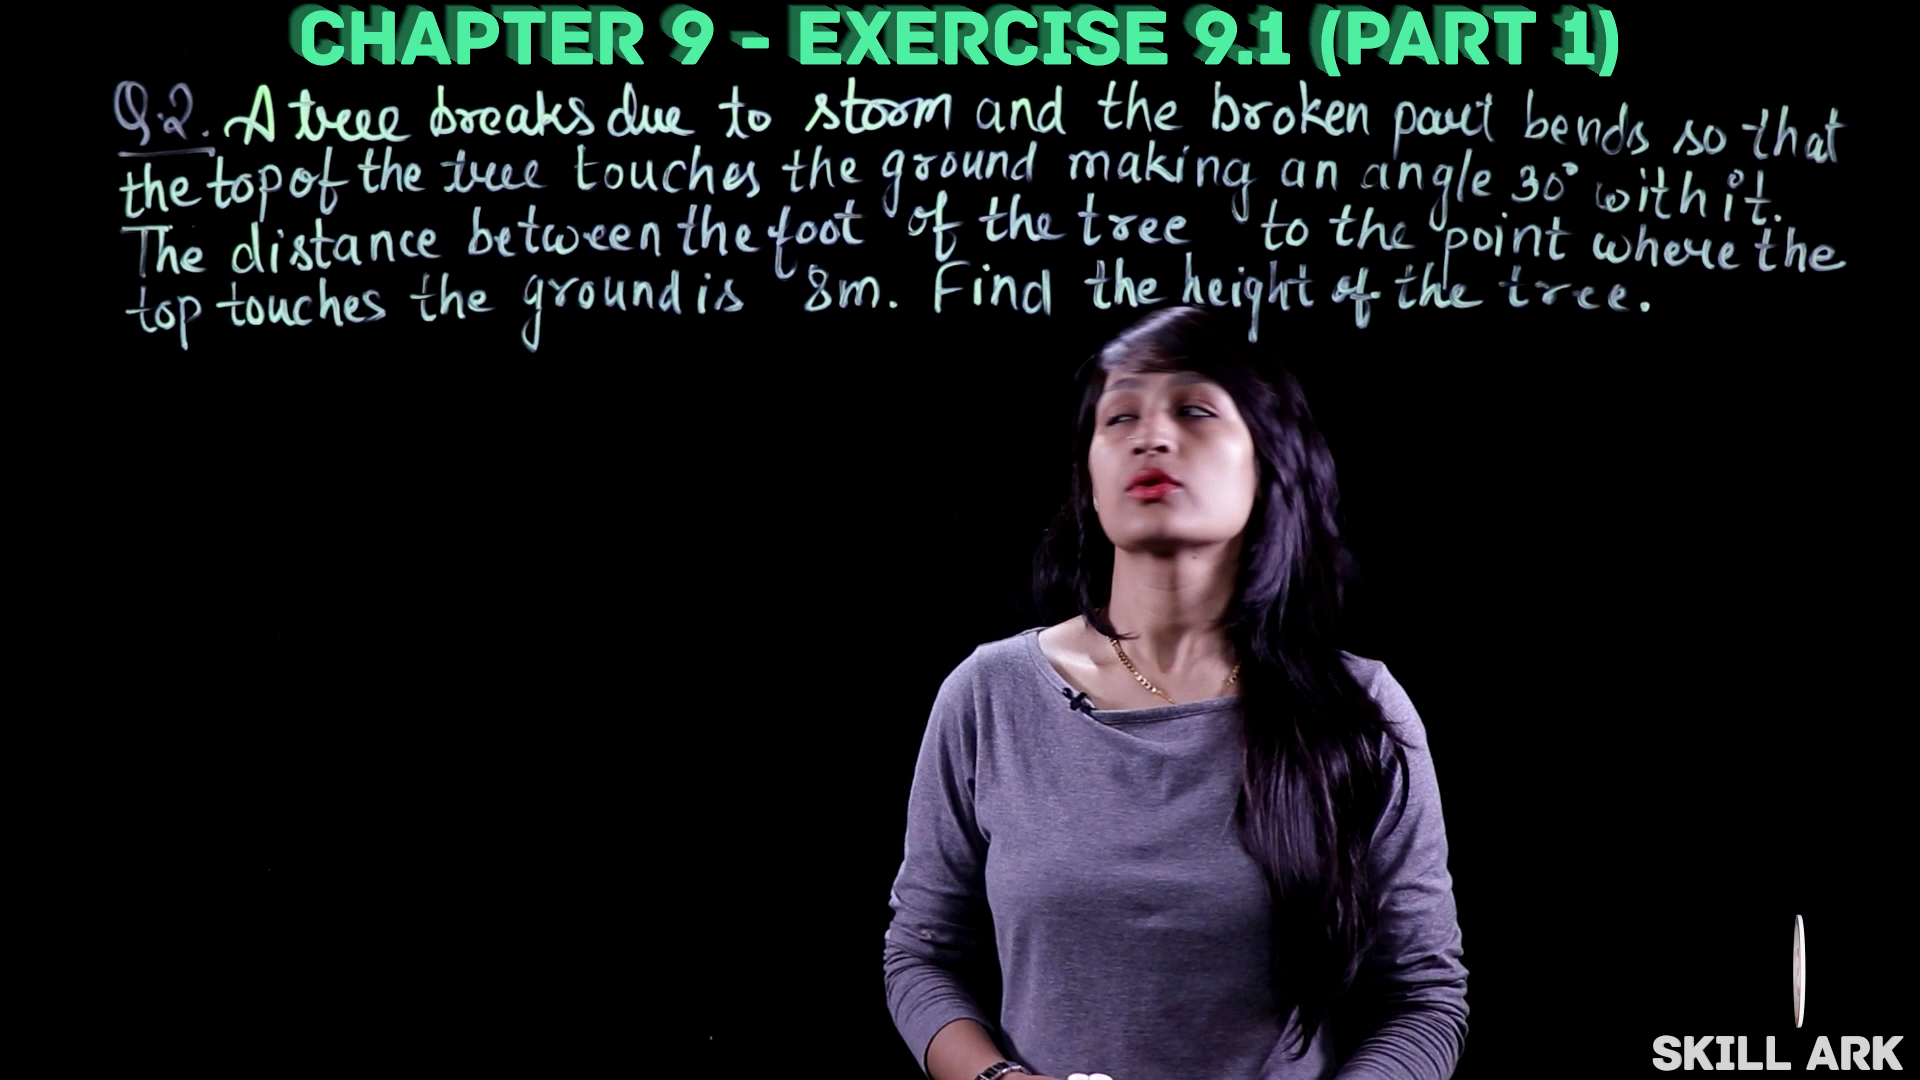 CHAPTER 9 - EXERCISE 9.1 (PART 1)
Q.2. A tree breaks due to storm and the broken part bends so that
the top of the tree touches the ground making an angle 30° with it.
The distance between the foot of the tree to the point where the
top touches the ground is 8m. Find the height of the tree.
SKILL ARK